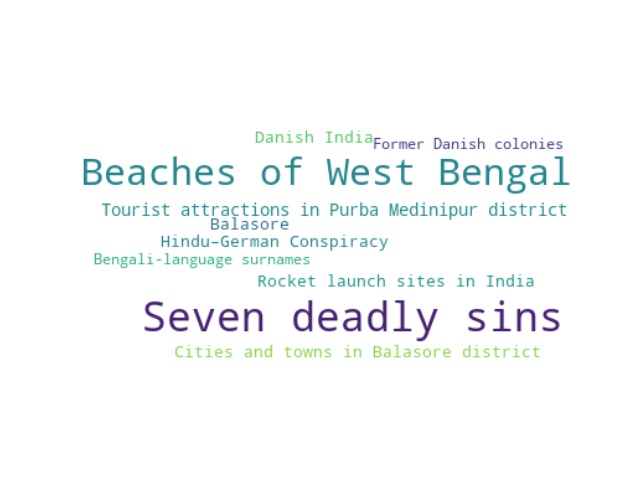 Danish India
Former Danish colonies
Beaches of West Bengal
Tourist attractions in Purba Medinipur district
Balasore
Hindu–German Conspiracy
Bengali-language surnames
Rocket launch sites in India
Seven deadly sins
Cities and towns in Balasore district